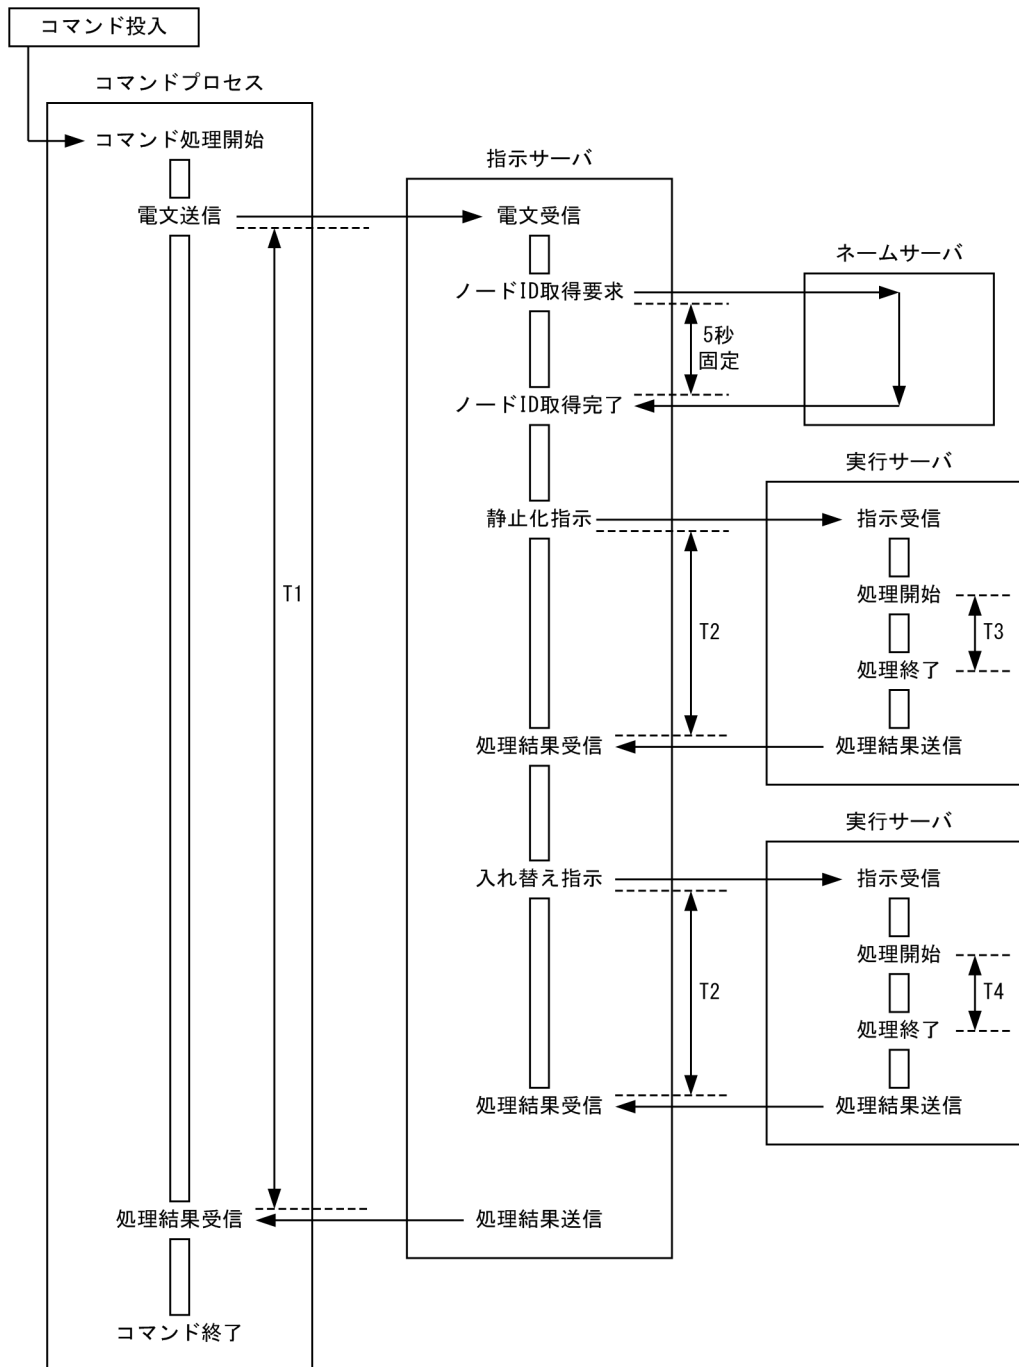 コマンド投入
コマンドプロセス
コマンド処理開始
指示サーバ
電文送信
電文受信
ネームサーバ
ノードID取得要求
5秒
固定
ノードID取得完了
実行サーバ
静止化指示
指示受信
T1
処理開始
T2
T3
処理終了
処理結果受信
処理結果送信
実行サーバ
入れ替え指示
指示受信
処理開始
T2
T4
処理終了
処理結果受信
処理結果送信
処理結果受信
処理結果送信
コマンド終了